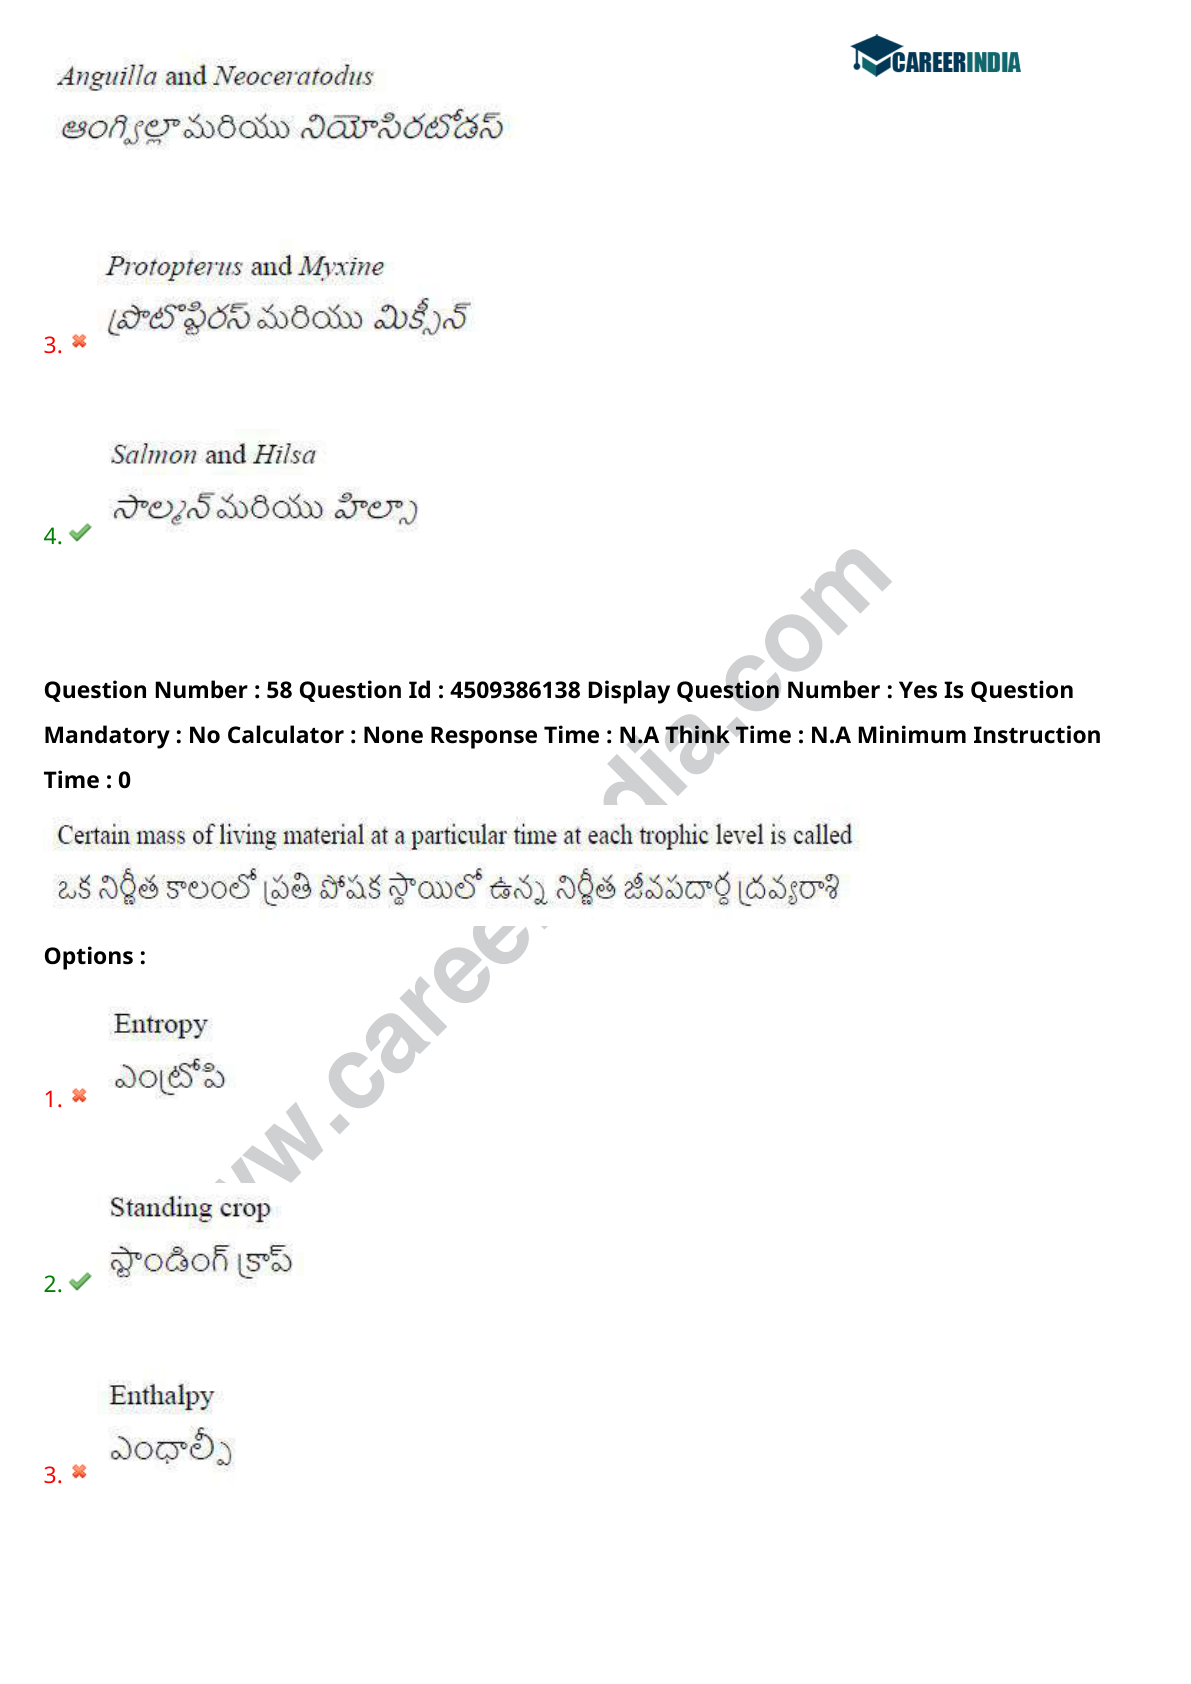 CAREERINDIA
Anguilla and Neoceratodus
ఆంగ్విల్లా మరియు నియోసిరటోడస్
Protopterus and Myxine
ప్రొటొప్టిరస్ మరియు మిక్సీన్
3.
Salmon and Hilsa
సాల్మన్ మరియు హిల్సా
4.
Question Number : 58 Question Id : 4509386138 Display Question Number : Yes Is Question
Mandatory : No Calculator : None Response Time : N.A Think Time : N.A Minimum Instruction
Time : 0
Certain mass of living material at a particular time at each trophic level is called
ఒక నిర్ణీత కాలంలో ప్రతి పోషక స్థాయిలో ఉన్న నిర్ణీత జీవపదార్ధ ద్రవ్యరాశి
Options :
Entropy
ఎంట్రోపి
1.
Standing crop
స్టాండింగ్ క్రాప్
2.
Enthalpy
ఎంధాల్పీ
3.